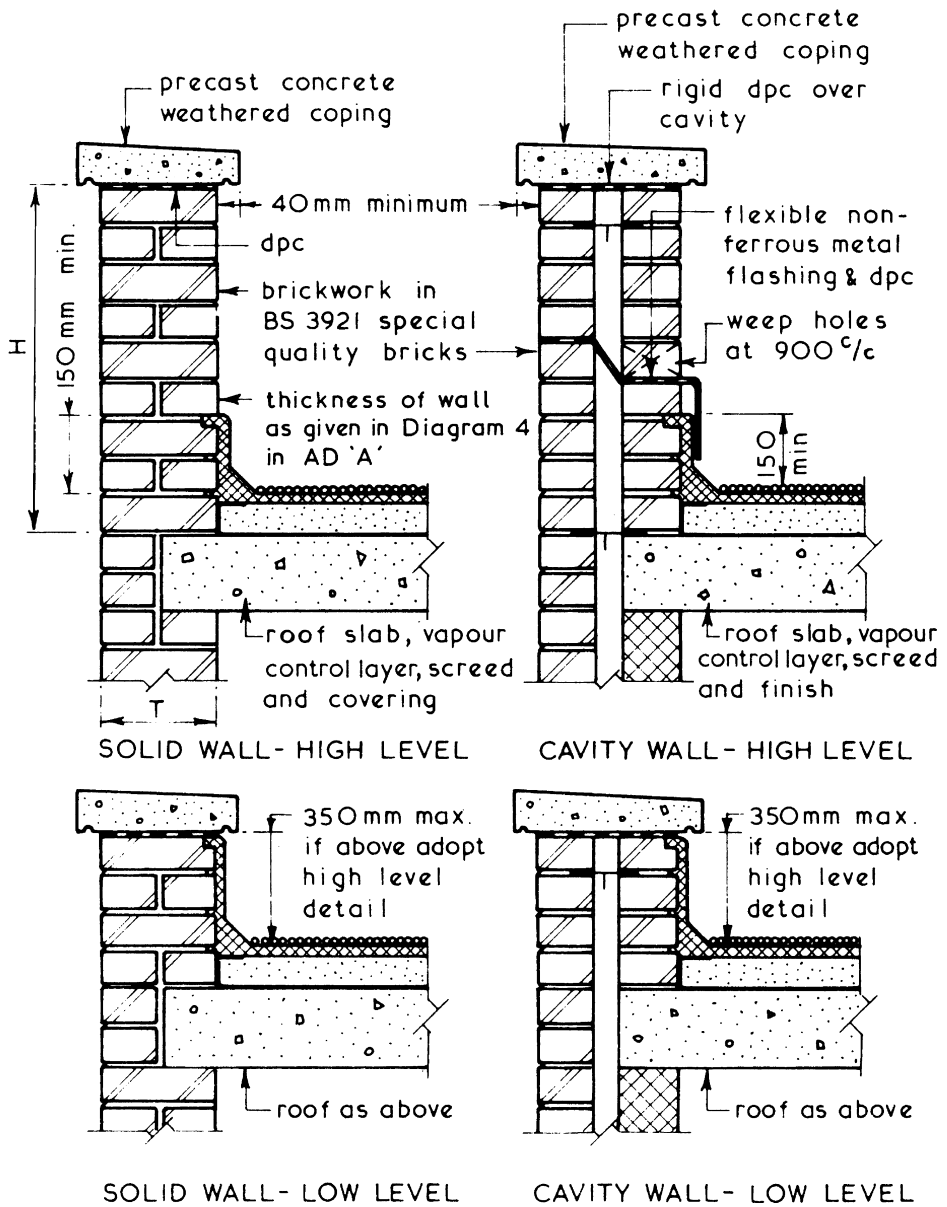 precast concrete
weathered coping
precast concrete
weathered coping
rigid dpc over
cavity
40mm minimum
dpc
flexible non-
ferrous metal
flashing & dpc
150mm min.
H
brickwork in
BS 3921 special
quality bricks
weep holes
at 900 c/c
thickness of wall
as given in Diagram 4
in AD 'A'
150
min
roof slab, vapour
control layer, screed
and covering
roof slab, vapour
control layer, screed
and finish
T
SOLID WALL- HIGH LEVEL
CAVITY WALL- HIGH LEVEL
350mm max.
if above adopt
high level
detail
350mm max.
if above adopt
high level
detail
roof as above
roof as above
SOLID WALL- LOW LEVEL
CAVITY WALL- LOW LEVEL